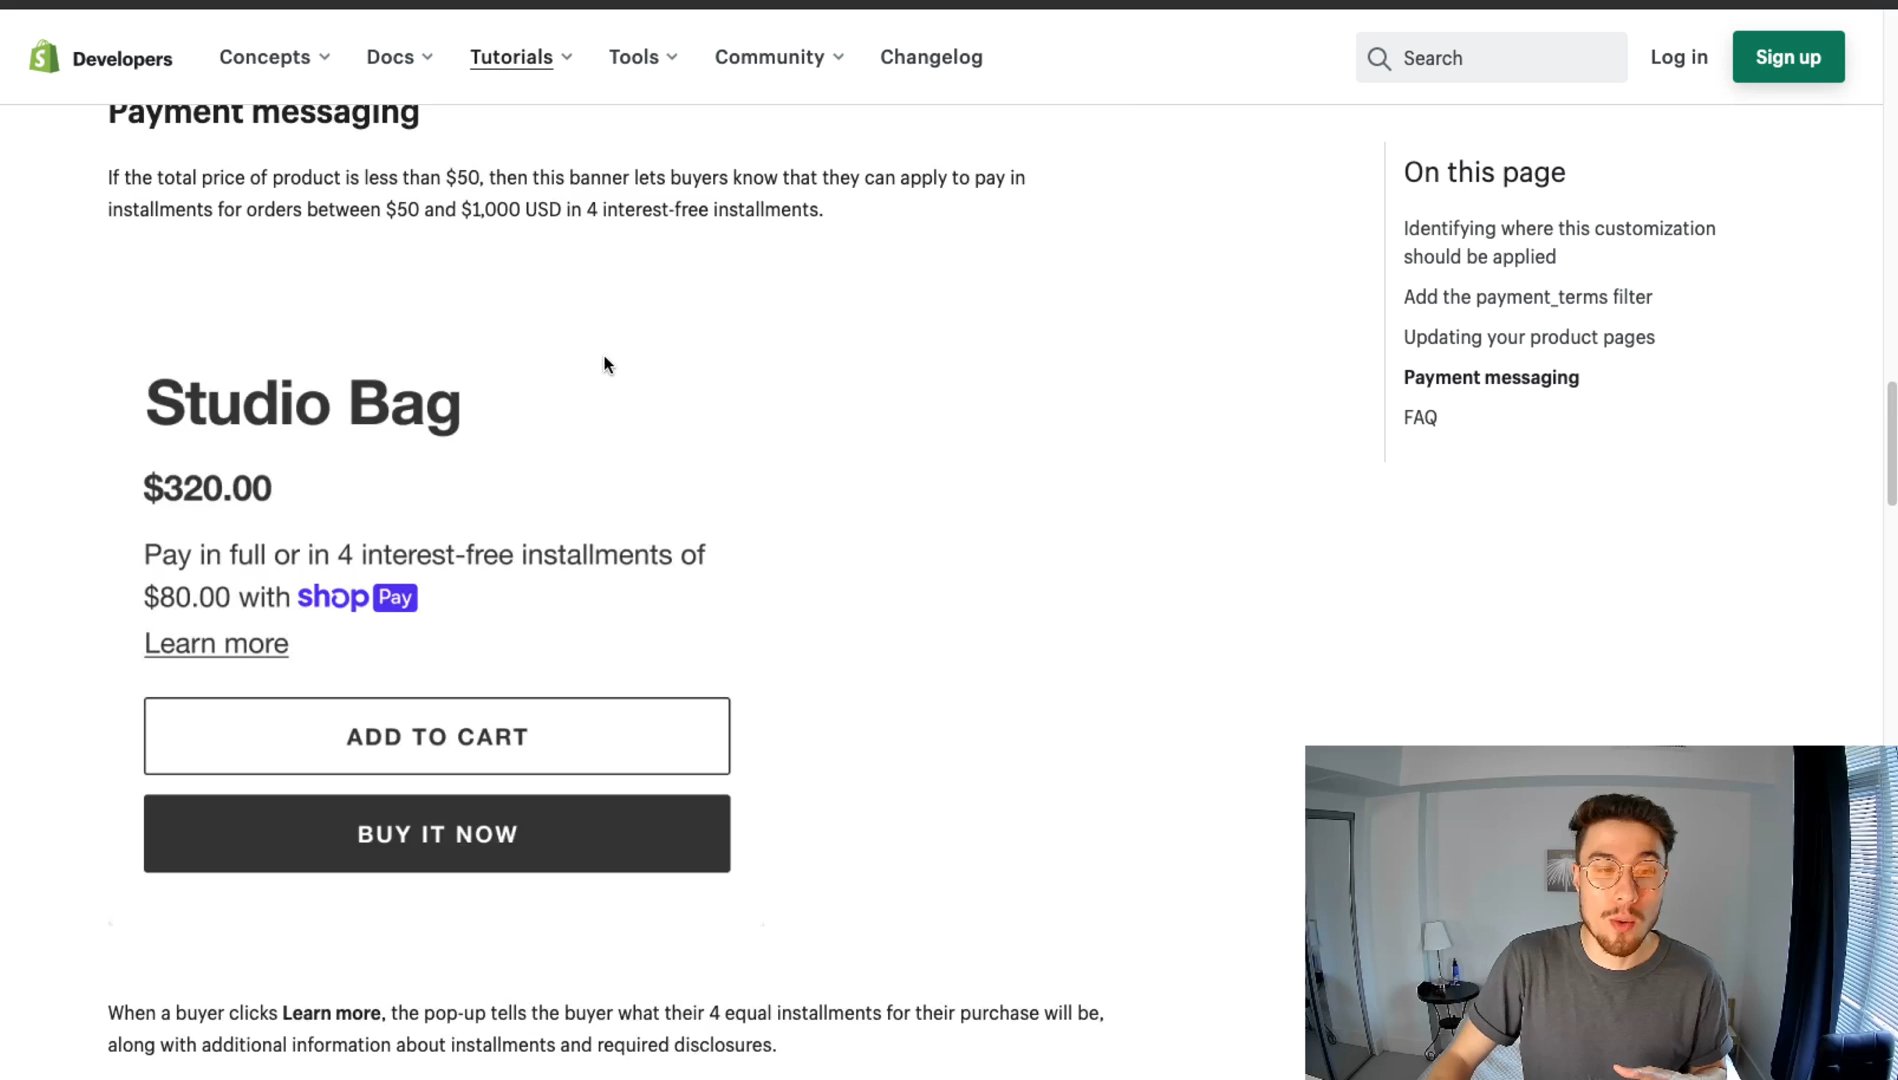 Developers
Concepts
Docs
Tutorials
Tools
Community
Changelog
Search
Log in
Sign up
Payment messaging
If the total price of product is less than $50, then this banner lets buyers know that they can apply to pay in
installments for orders between $50 and $1,000 USD in 4 interest-free installments.
Studio Bag
$320.00
Pay in full or in 4 interest-free installments of
$80.00 with shop Pay
Learn more
ADD TO CART
BUY IT NOW
When a buyer clicks Learn more, the pop-up tells the buyer what their 4 equal installments for their purchase will be,
along with additional information about installments and required disclosures.
On this page
Identifying where this customization
should be applied
Add the payment_terms filter
Updating your product pages
Payment messaging
FAQ